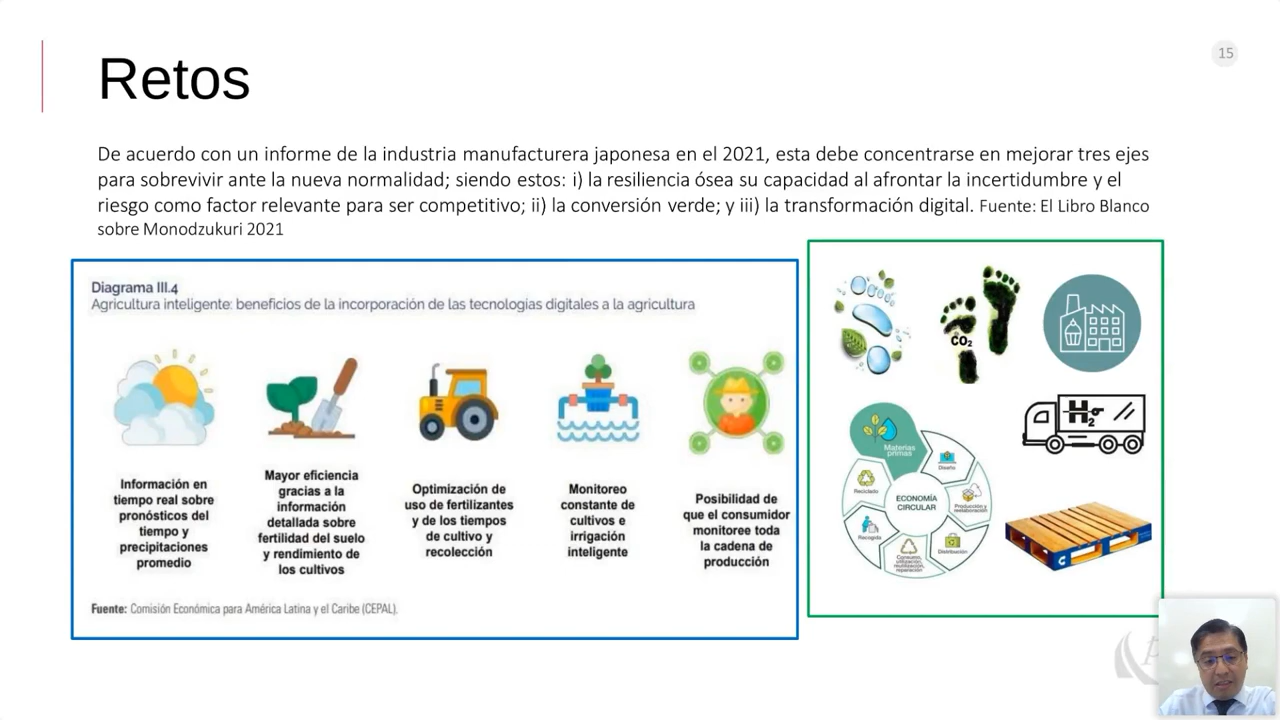 15
Retos
De acuerdo con un informe de la industria manufacturera japonesa en el 2021, esta debe concentrarse en mejorar tres ejes
para sobrevivir ante la nueva normalidad; siendo estos: i) la resiliencia ósea su capacidad al afrontar la incertidumbre y el
riesgo como factor relevante para ser competitivo; ii) la conversión verde; y iii) la transformación digital. Fuente: El Libro Blanco
sobre Monodzukuri 2021
Diagrama III.4
Agricultura inteligente: beneficios de la incorporación de las tecnologías digitales a la agricultura
Información en
tiempo real sobre
pronósticos del
tiempo y
precipitaciones
promedio
Mayor eficiencia
gracias a la
información
detallada sobre
fertilidad del suelo
y rendimiento de
los cultivos
Optimización de
uso de fertilizantes
y de los tiempos
de cultivo y
recolección
Monitoreo
constante de
cultivos e
irrigación
inteligente
Posibilidad de
que el consumidor
monitoree toda
la cadena de
producción
Fuente: Comisión Económica para América Latina y el Caribe (CEPAL).
CO₂
H₂
Materias
primas
Diseño
Producción y
reelaboración
Distribución
Consumo,
utilización,
reutilización,
reparación
Recogida
Reciclado
ECONOMÍA
CIRCULAR
C